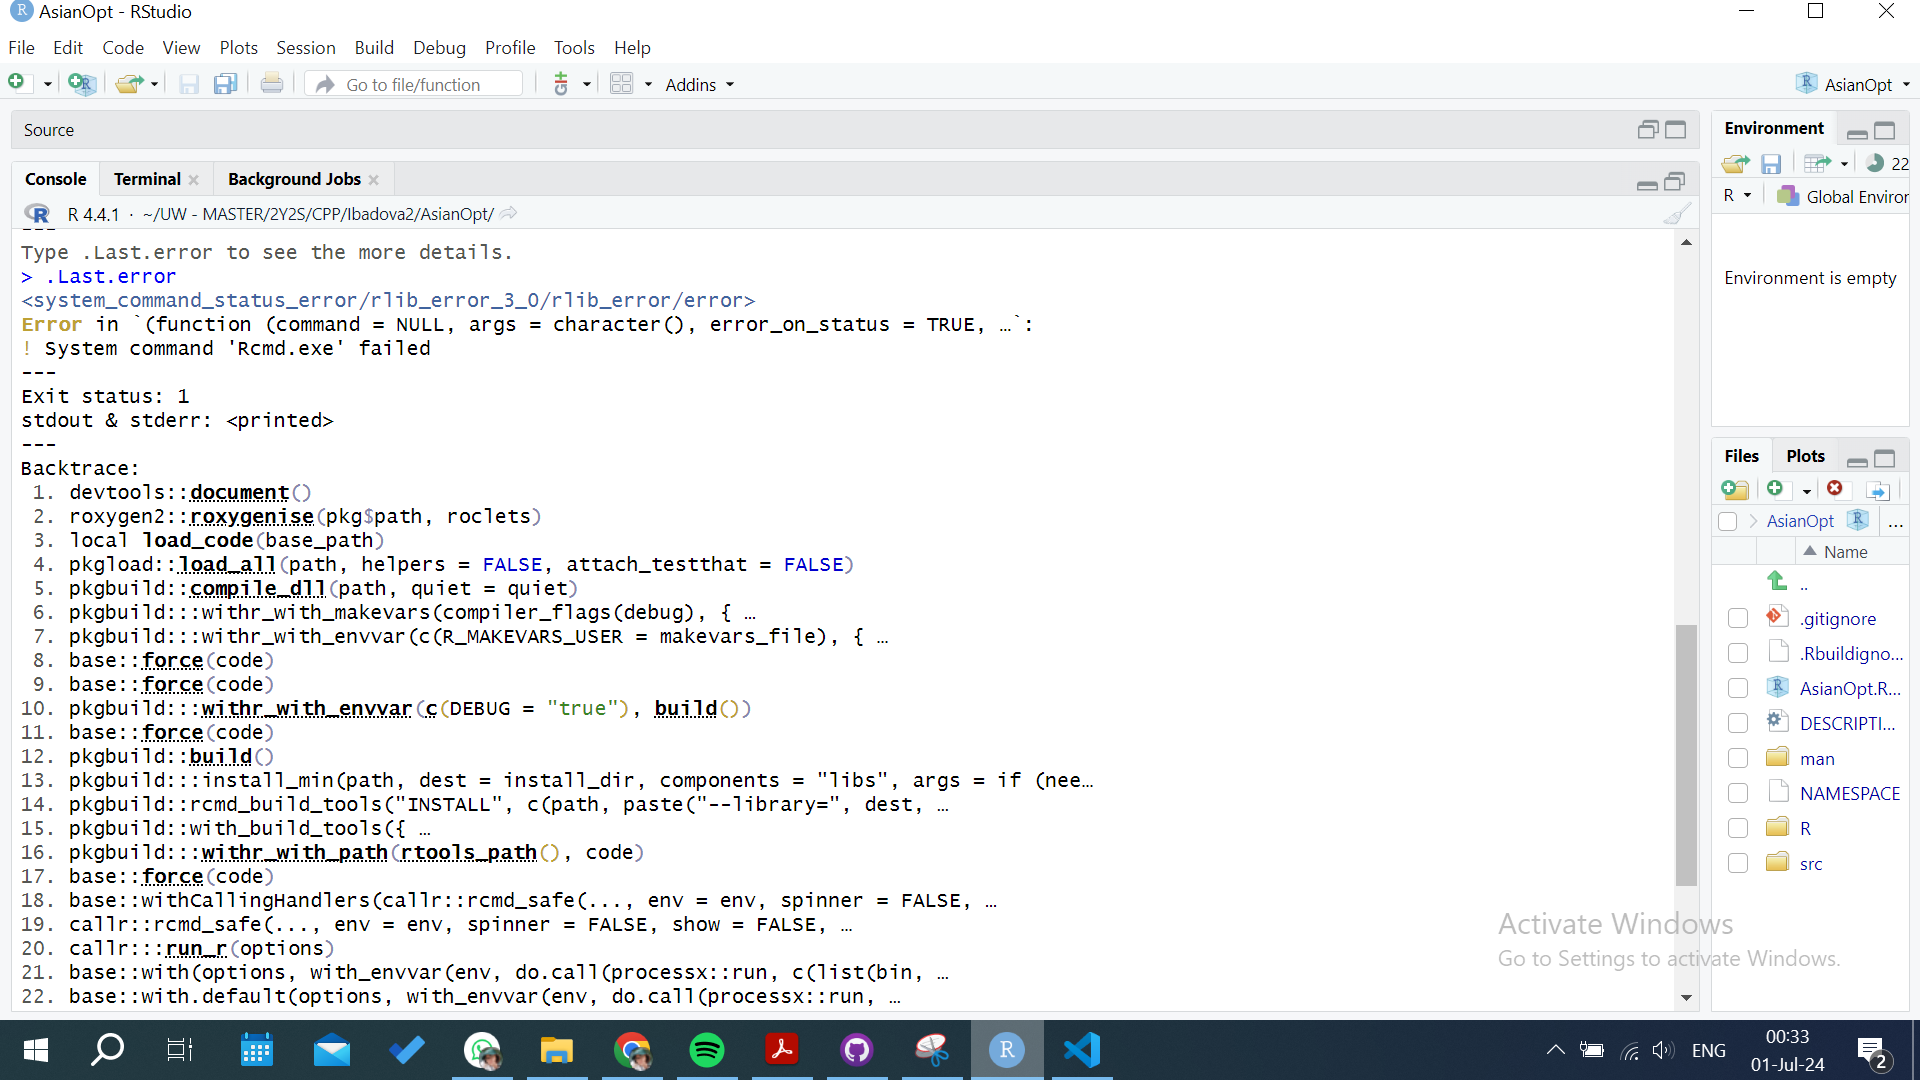 AsianOpt - RStudio
File Edit Code View Plots Session Build Debug Profile Tools Help
Go to file/function
Addins
AsianOpt
Source
Console Terminal Background Jobs
R 4.4.1 · ~/UW - MASTER/2Y2S/CPP/Ibadova2/AsianOpt/
---
Type .Last.error to see the more details.
> .Last.error
<system_command_status_error/rlib_error_3_0/rlib_error/error>
Error in `(function (command = NULL, args = character(), error_on_status = TRUE, …`:
! System command 'Rcmd.exe' failed
---
Exit status: 1
stdout & stderr: <printed>
---
Backtrace:
1. devtools::document()
2. roxygen2::roxygenise(pkg$path, roclets)
3. local load_code(base_path)
4. pkgload::load_all(path, helpers = FALSE, attach_testthat = FALSE)
5. pkgbuild::compile_dll(path, quiet = quiet)
6. pkgbuild:::withr_with_makevars(compiler_flags(debug), { …
7. pkgbuild:::withr_with_envvar(c(R_MAKEVARS_USER = makevars_file), { …
8. base::force(code)
9. base::force(code)
10. pkgbuild:::withr_with_envvar(c(DEBUG = "true"), build())
11. base::force(code)
12. pkgbuild::build()
13. pkgbuild:::install_min(path, dest = install_dir, components = "libs", args = if (nee…
14. pkgbuild::rcmd_build_tools("INSTALL", c(path, paste("--library=", dest, …
15. pkgbuild::with_build_tools({ …
16. pkgbuild:::withr_with_path(rtools_path(), code)
17. base::force(code)
18. base::withCallingHandlers(callr::rcmd_safe(..., env = env, spinner = FALSE, …
19. callr::rcmd_safe(..., env = env, spinner = FALSE, show = FALSE, …
20. callr:::run_r(options)
21. base::with(options, with_envvar(env, do.call(processx::run, c(list(bin, …
22. base::with.default(options, with_envvar(env, do.call(processx::run, …
Environment
22
R Global Enviror
Environment is empty
Files Plots
AsianOpt ...
Name
..
.gitignore
.Rbuildigno...
AsianOpt.R...
DESCRIPTI...
man
NAMESPACE
R
src
Activate Windows
Go to Settings to activate Windows.
ENG
00:33
01-Jul-24
2